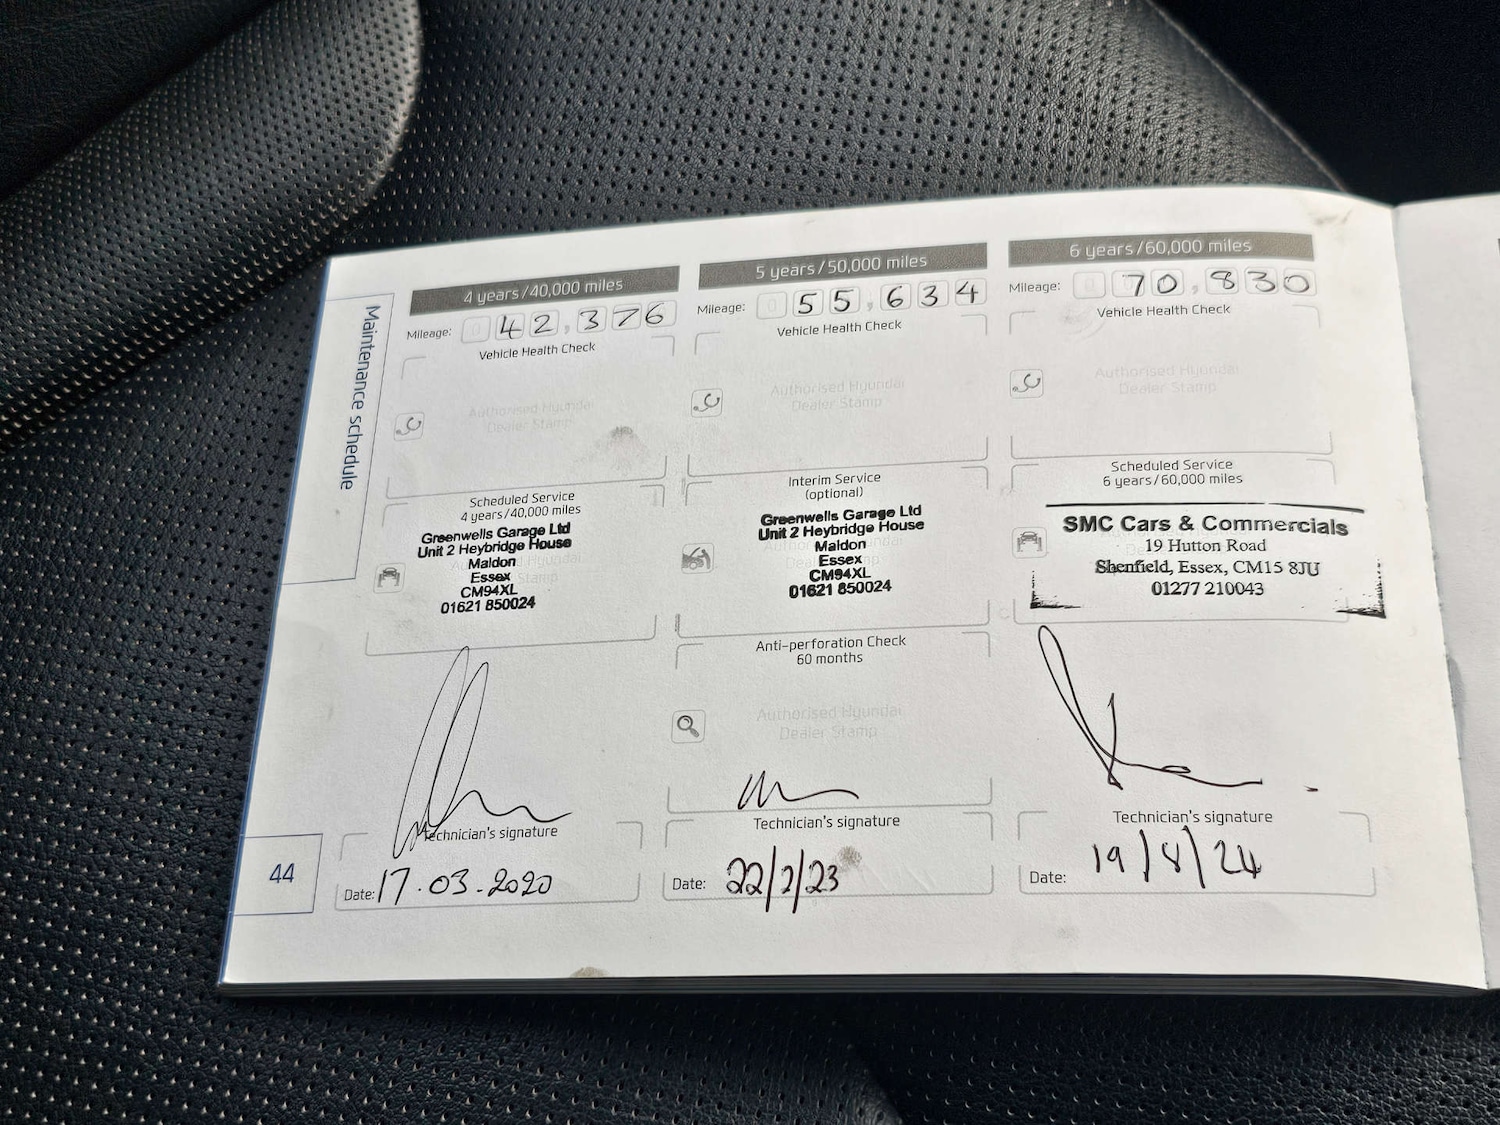 Maintenance schedule
44
4 years/40,000 miles
Mileage: 0 42,376
Vehicle Health Check
Authorised Hyundai
Dealer Stamp
Scheduled Service
4 years/40,000 miles
Greenwells Garage Ltd
Unit 2 Heybridge House
Maldon
Essex
CM94XL
01621 850024
Technician's signature
Date: 17.03.2020
5 years/50,000 miles
Mileage: 0 55,634
Vehicle Health Check
Authorised Hyundai
Dealer Stamp
Interim Service
(optional)
Greenwells Garage Ltd
Unit 2 Heybridge House
Maldon
Essex
CM94XL
01621 850024
Anti-perforation Check
60 months
Authorised Hyundai
Dealer Stamp
Technician's signature
Date: 22/2/23
6 years/60,000 miles
Mileage: 0 70,830
Vehicle Health Check
Authorised Hyundai
Dealer Stamp
Scheduled Service
6 years/60,000 miles
SMC Cars & Commercials
19 Hutton Road
Shenfield, Essex, CM15 8JU
01277 210043
Technician's signature
Date: 19/8/24